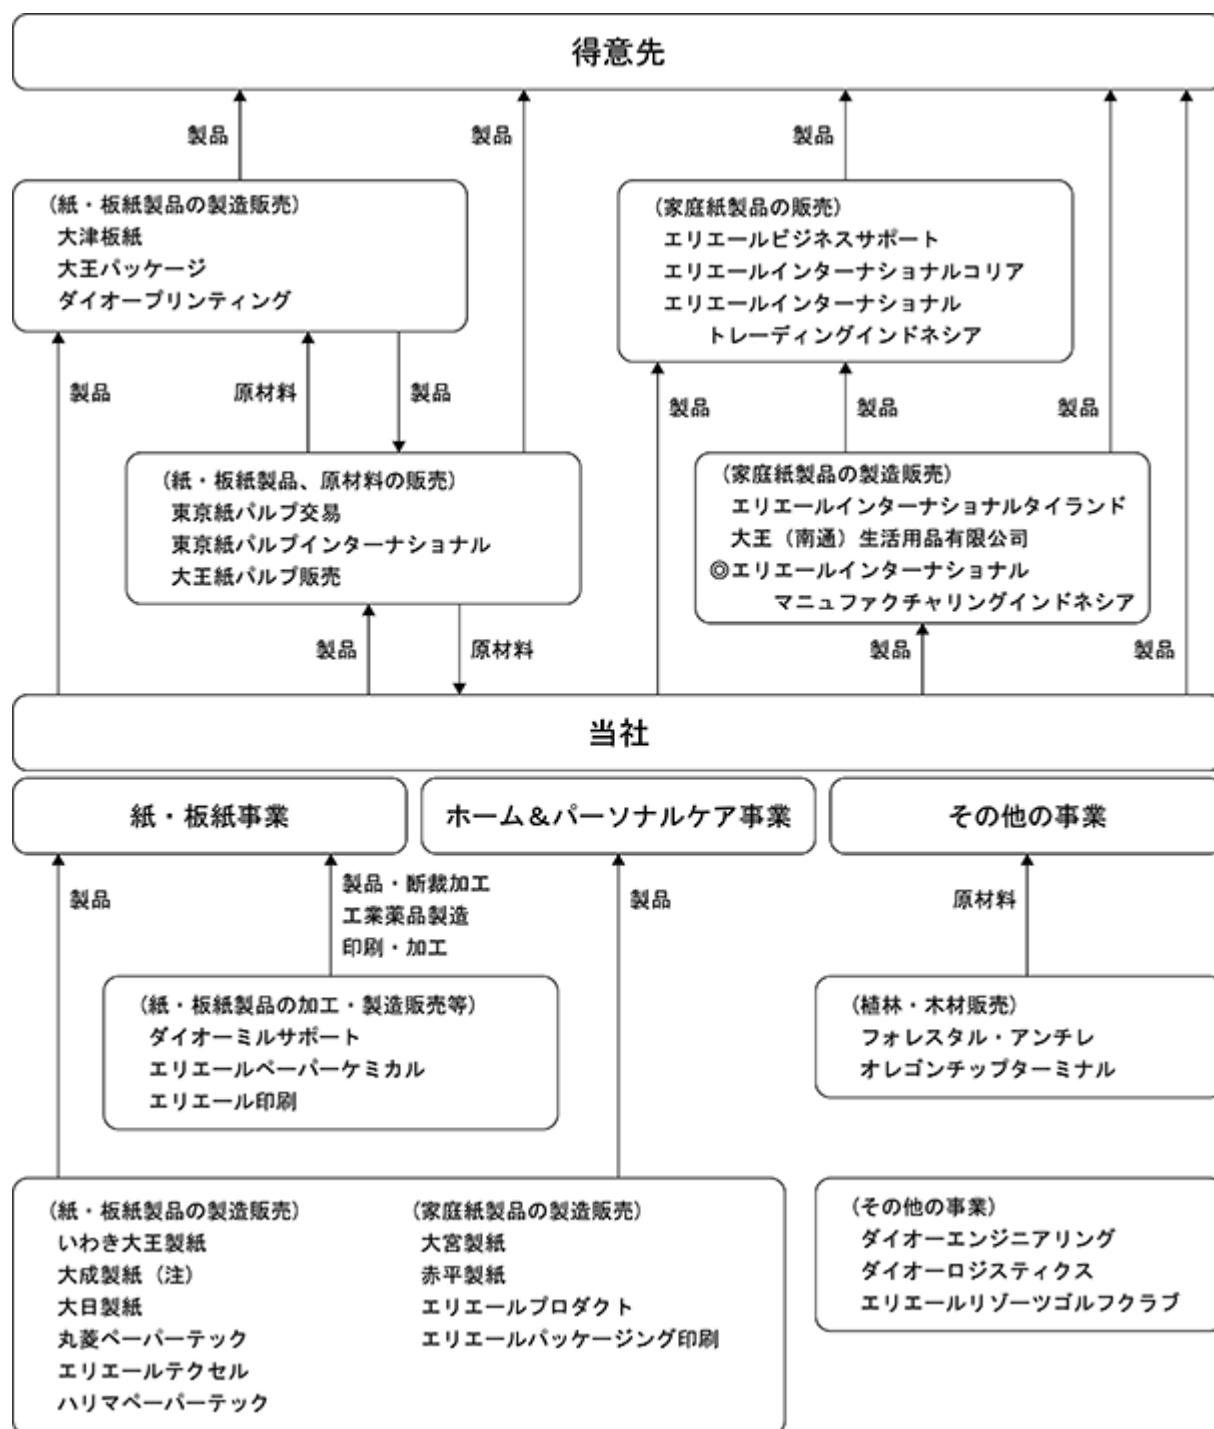 得意先
製品
製品
製品
(紙・板紙製品の製造販売)
大津板紙
大王パッケージ
ダイオープリンティング
(家庭紙製品の販売)
エリエールビジネスサポート
エリエールインターナショナルコリア
エリエールインターナショナル
トレーディングインドネシア
製品
原材料
製品
製品
製品
製品
(紙・板紙製品、原材料の販売)
東京紙パルプ交易
東京紙パルプインターナショナル
大王紙パルプ販売
(家庭紙製品の製造販売)
エリエールインターナショナルタイランド
大王（南通）生活用品有限公司
◎エリエールインターナショナル
マニュファクチャリングインドネシア
製品
原材料
製品
製品
当社
紙・板紙事業
ホーム＆パーソナルケア事業
その他の事業
製品
製品・断裁加工
工業薬品製造
印刷・加工
製品
原材料
(紙・板紙製品の加工・製造販売等)
ダイオーミルサポート
エリエールペーパーケミカル
エリエール印刷
(植林・木材販売)
フォレスタル・アンチレ
オレゴンチップターミナル
(紙・板紙製品の製造販売)
いわき大王製紙
大成製紙（注）
大日製紙
丸菱ペーパーテック
エリエールテクセル
ハリマペーパーテック
(家庭紙製品の製造販売)
大宮製紙
赤平製紙
エリエールプロダクト
エリエールパッケージング印刷
(その他の事業)
ダイオーエンジニアリング
ダイオーロジスティクス
エリエールリゾーツゴルフクラブ